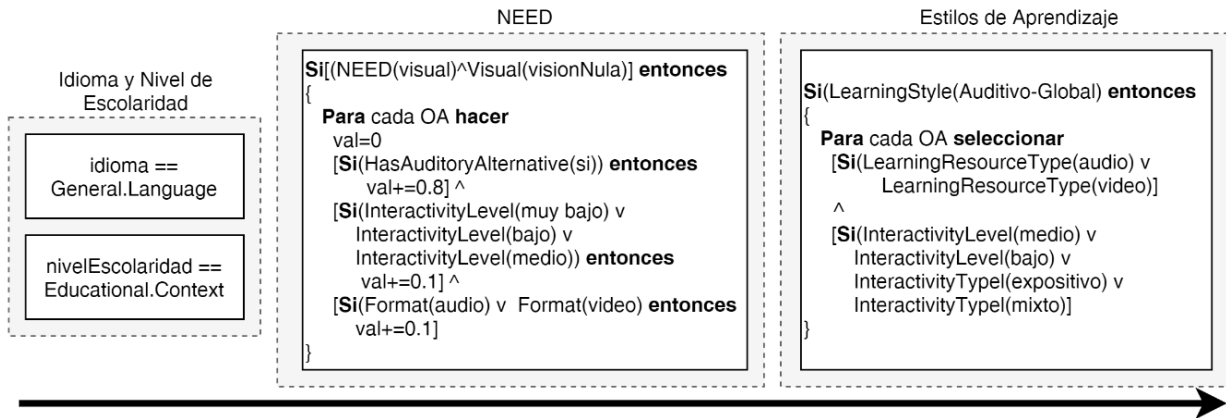 Idioma y Nivel de
Escolaridad
idioma ==
General.Language
nivelEscolaridad ==
Educational.Context
NEED
Si[(NEED(visual)^Visual(visionNula)] entonces
{
Para cada OA hacer
val=0
[Si(HasAuditoryAlternative(si)) entonces
val+=0.8] ^
[Si(InteractivityLevel(muy bajo) v
InteractivityLevel(bajo) v
InteractivityLevel(medio)) entonces
val+=0.1] ^
[Si(Format(audio) v Format(video) entonces
val+=0.1]
}
Estilos de Aprendizaje
Si(LearningStyle(Auditivo-Global) entonces
{
Para cada OA seleccionar
[Si(LearningResourceType(audio) v
LearningResourceType(video)]
^
[Si(InteractivityLevel(medio) v
InteractivityLevel(bajo) v
InteractivityTypel(expositivo) v
InteractivityTypel(mixto)]
}